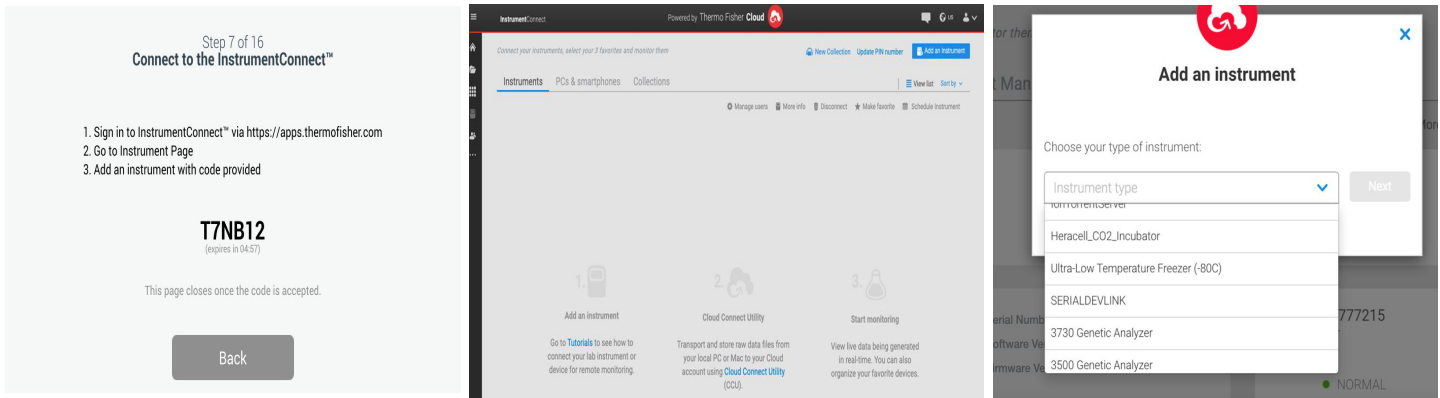 Step 7 of 16
Connect to the InstrumentConnect™
1. Sign in to InstrumentConnect™ via https://apps.thermofisher.com
2. Go to Instrument Page
3. Add an instrument with code provided
T7NB12
(expires in 04:57)
This page closes once the code is accepted.
Back
InstrumentConnect
Powered by Thermo Fisher Cloud
US
Connect your instruments, select your 3 favorites and monitor them
New Collection
Update PIN number
Add an Instrument
Instruments
PCs & smartphones
Collections
View list
Sort by
Manage users
More info
Disconnect
Make favorite
Schedule Instrument
1.
Add an instrument
Go to Tutorials to see how to
connect your lab instrument or
device for remote monitoring.
2.
Cloud Connect Utility
Transport and store raw data files from
your local PC or Mac to your Cloud
account using Cloud Connect Utility
(CCU).
3.
Start monitoring
View live data being generated
in real-time. You can also
organize your favorite devices.
Add an instrument
Choose your type of instrument:
Instrument type
Next
IonTorrentServer
Heracell_CO2_Incubator
Ultra-Low Temperature Freezer (-80C)
SERIALDEVLINK
3730 Genetic Analyzer
3500 Genetic Analyzer
777215
NORMAL